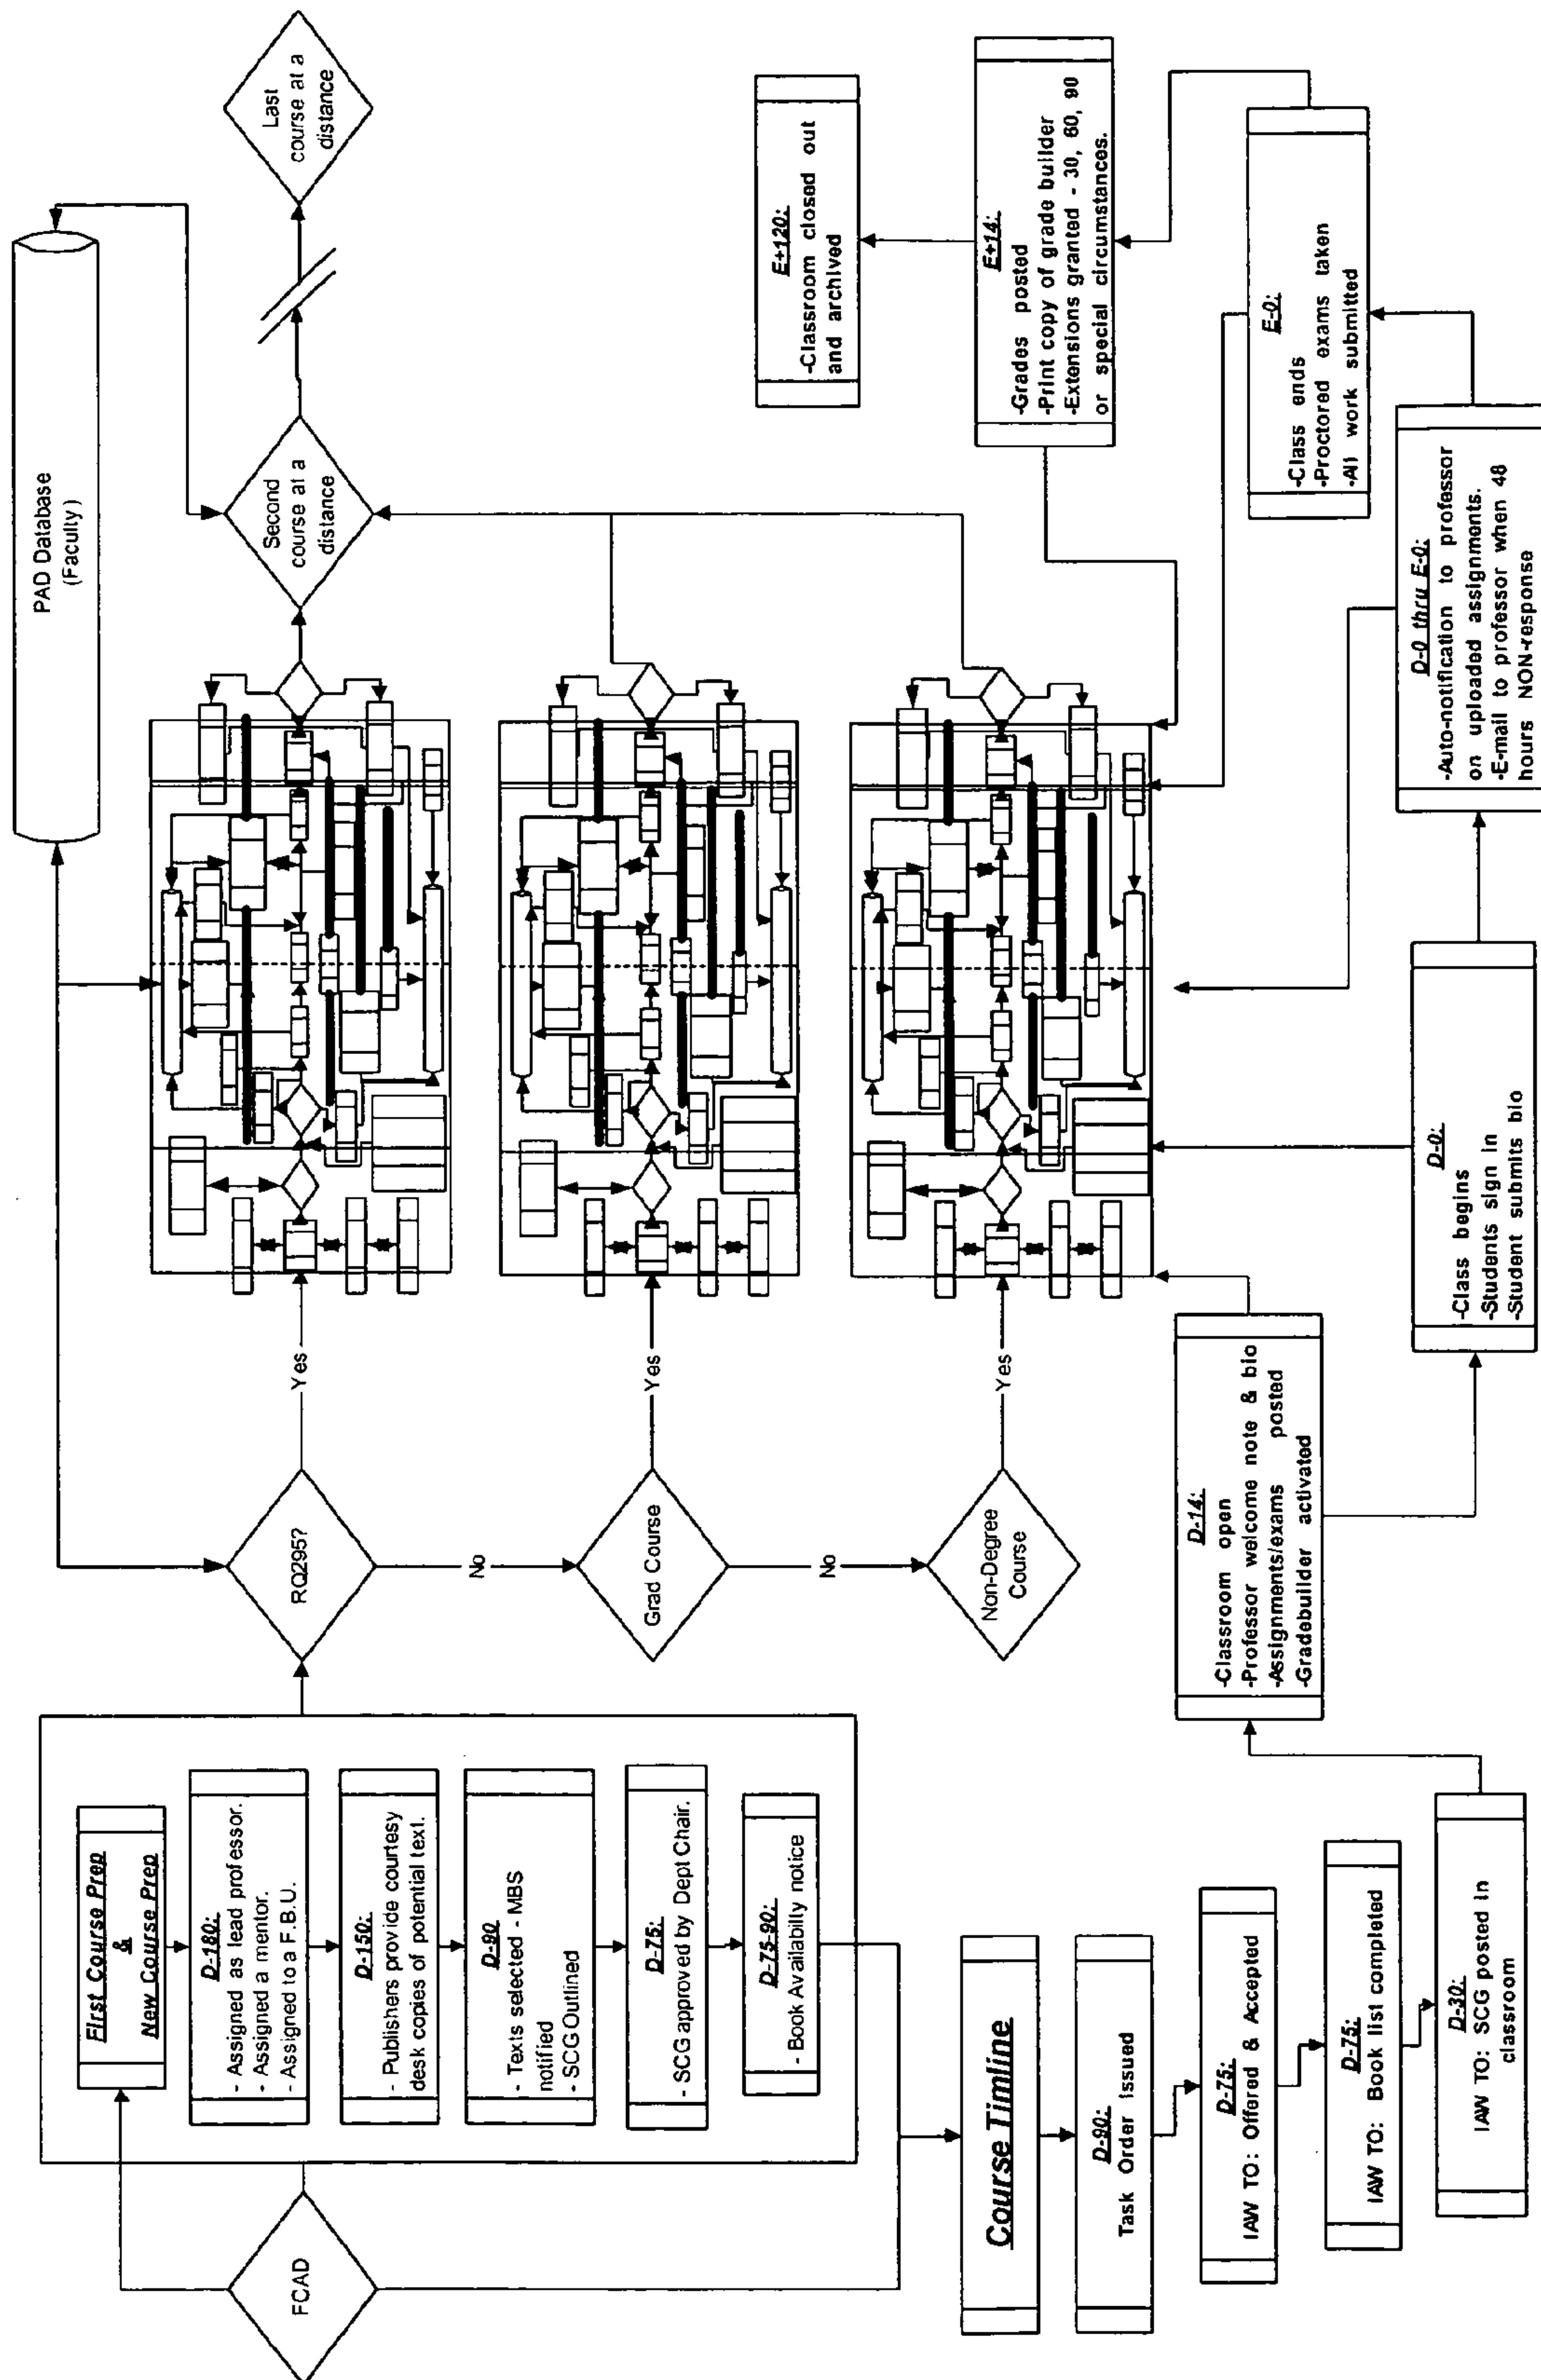 PAD Database
(Faculty)
Last
course at a
distance
Second
course at a
distance
FCAD
First Course Prep
&
New Course Prep
D-180:
- Assigned as lead professor.
- Assigned a mentor.
- Assigned to a F.B.U.
D-150:
- Publishers provide courtesy
desk copies of potential text.
D-90
- Texts selected - MBS
notified
- SCG Outlined
D-75:
- SCG approved by Dept Chair.
D-75-90:
- Book Availabilty notice
RQ295?
Yes
No
Grad Course
Yes
No
Non-Degree
Course
Yes
Course Timline
D-90:
Task Order Issued
D-75:
IAW TO: Offered & Accepted
D-75:
IAW TO: Book list completed
D-30:
IAW TO: SCG posted in
classroom
D-14:
-Classroom open
-Professor welcome note & bio
-Assignments/exams posted
-Gradebuilder activated
D-0:
-Class begins
-Students sign in
-Student submits bio
D-0 thru E-0:
-Auto-notification to professor
on uploaded assignments.
-E-mail to professor when 48
hours NON-response
E-0:
-Class ends
-Proctored exams taken
-All work submitted
E+14:
-Grades posted
-Print copy of grade builder
-Extensions granted - 30, 60, 90
or special circumstances.
E+120:
-Classroom closed out
and archived